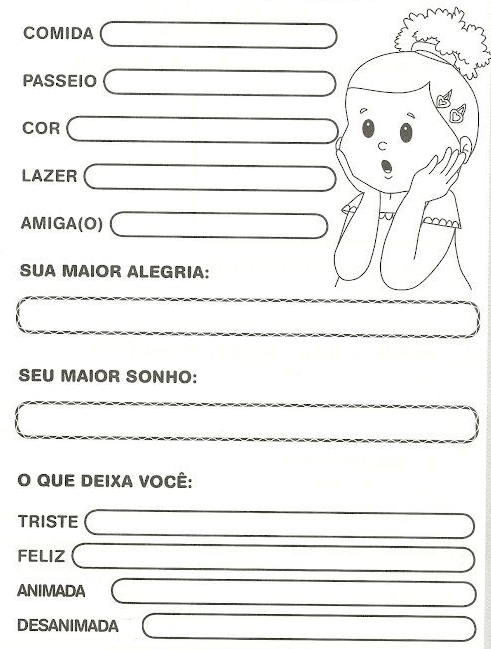 COMIDA
PASSEIO
COR
LAZER
AMIGA(O)
SUA MAIOR ALEGRIA:
SEU MAIOR SONHO:
O QUE DEIXA VOCÊ:
TRISTE
FELIZ
ANIMADA
DESANIMADA